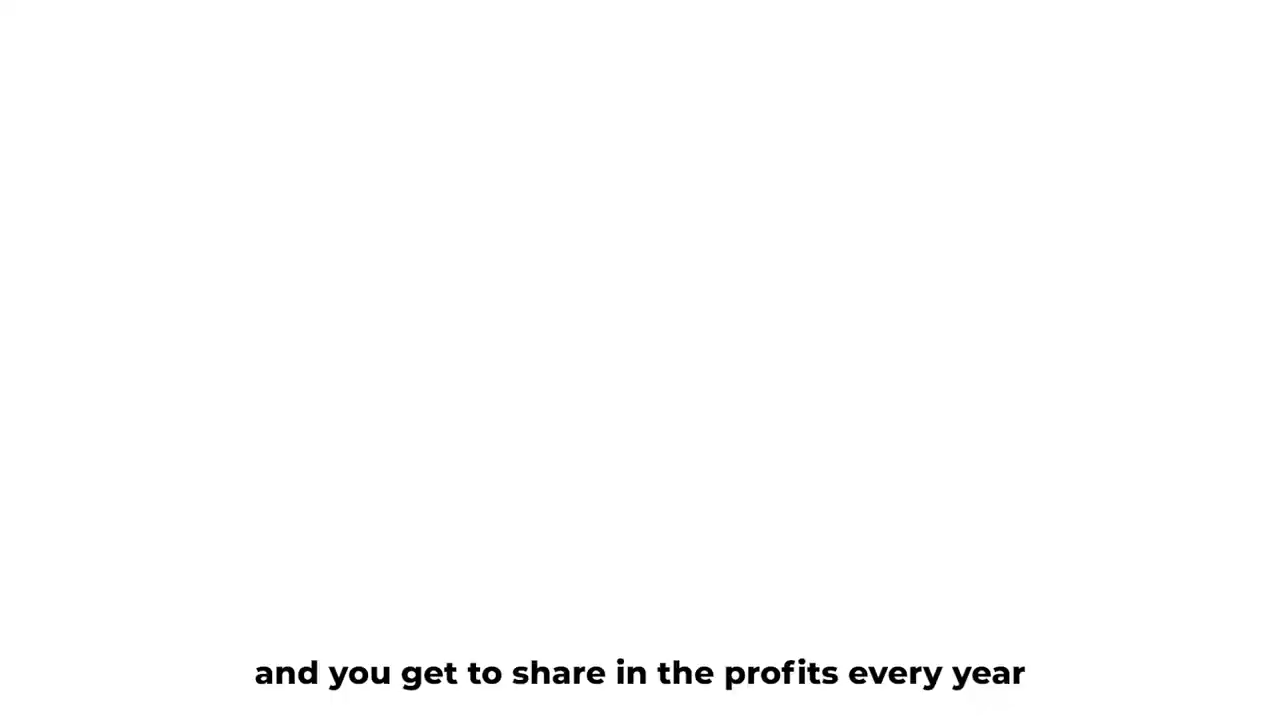 and you get to share in the profits every year